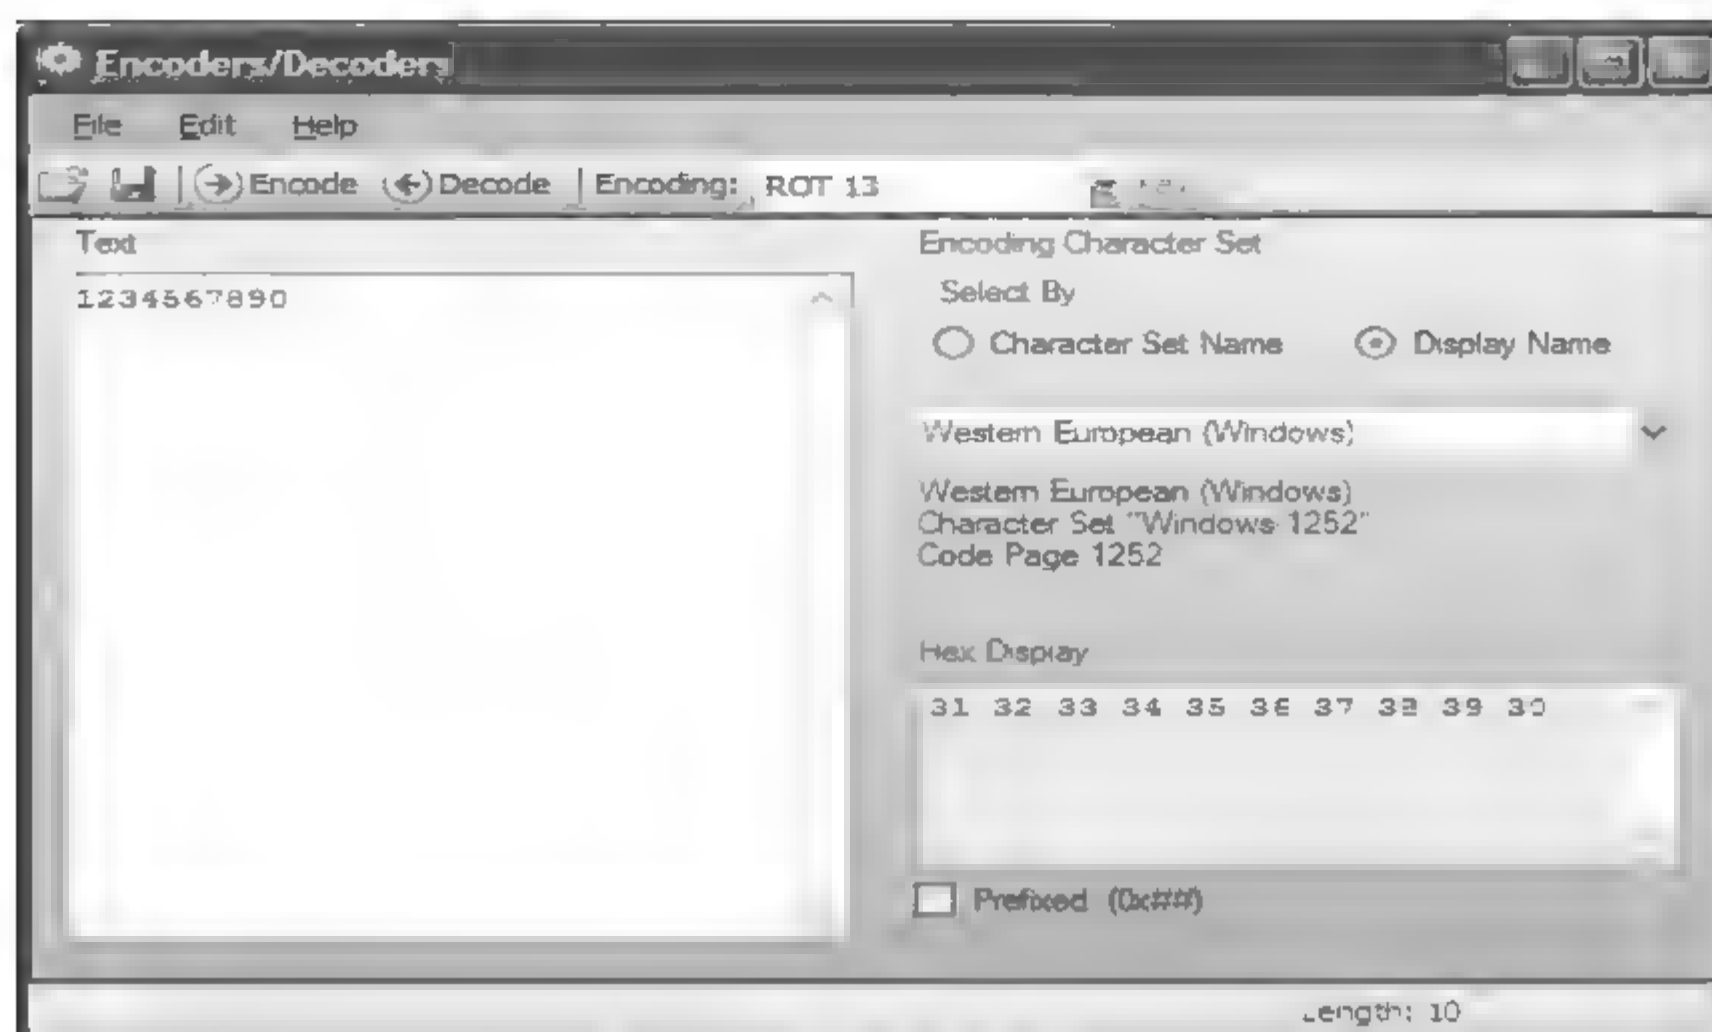 Encoders/Decoders
File Edit Help
Encode Decode Encoding: ROT 13
Text
1234567890
Encoding Character Set
Select By
Character Set Name Display Name
Western European (Windows)
Western European (Windows)
Character Set "Windows-1252"
Code Page 1252
Hex Display
31 32 33 34 35 36 37 38 39 30
Prefixed (0x##)
Length: 10